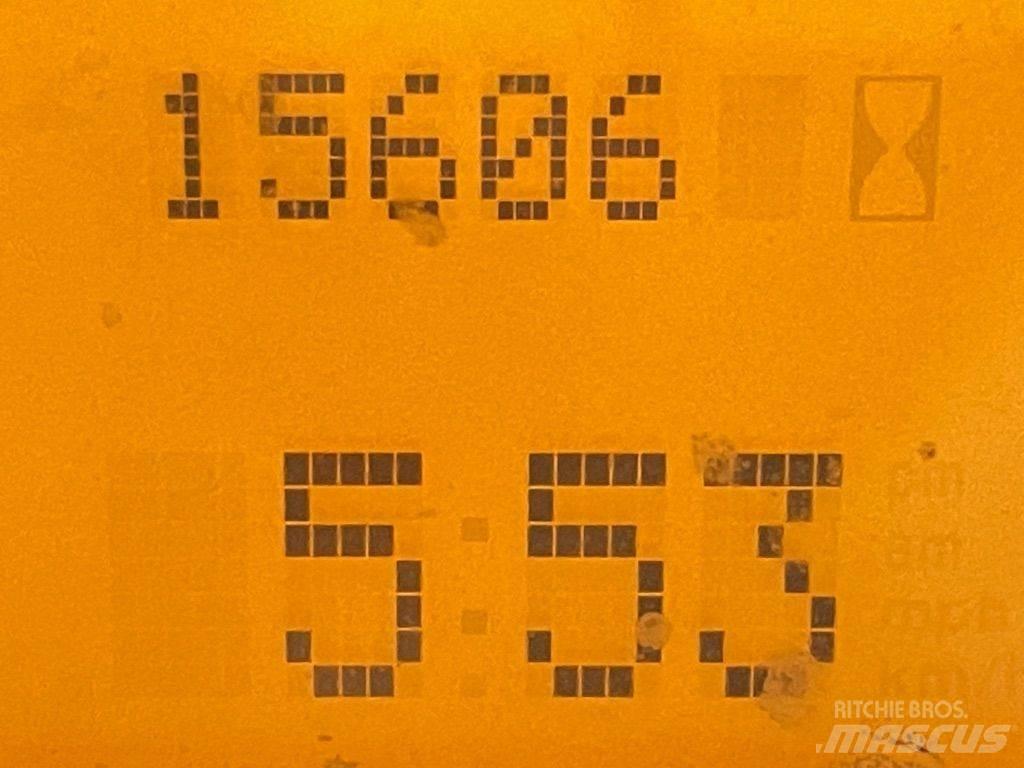 15606
5:53
RITCHIE BROS.
MASCUS